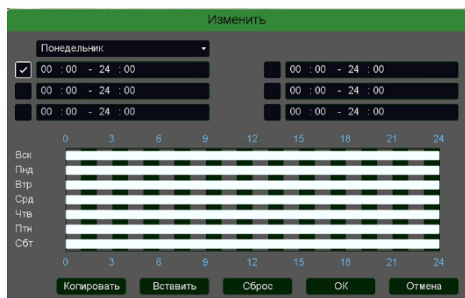 Изменить
Понедельник
00 :00 - 24 :00 00 :00 - 24 :00
00 :00 - 24 :00 00 :00 - 24 :00
00 :00 - 24 :00 00 :00 - 24 :00
0 3 6 9 12 15 18 21 24
Вск
Пнд
Втр
Срд
Чтв
Птн
Сбт
0 3 6 9 12 15 18 21 24
Копировать Вставить Сброс ОК Отмена